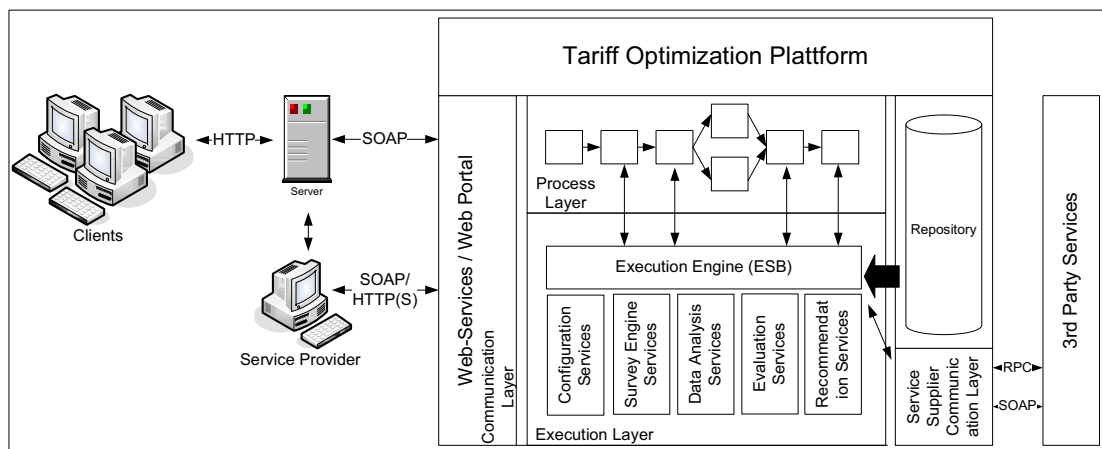 Tariff Optimization Plattform
HTTP
SOAP
Server
Clients
SOAP/
HTTP(S)
Service Provider
Web-Services / Web Portal
Communication
Layer
Process
Layer
Execution Engine (ESB)
Configuration
Services
Survey Engine
Services
Data Analysis
Services
Evaluation
Services
Recommendat
ion Services
Execution Layer
Repository
Service
Supplier
Communic
ation Layer
RPC
SOAP
3rd Party Services